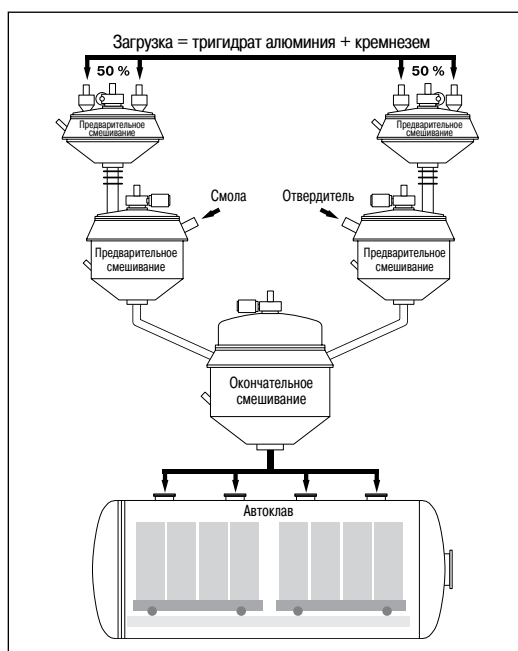 Загрузка = тригидрат алюминия + кремнезем
50 % 50 %
Предварительное смешивание
Предварительное смешивание
Смола
Отвердитель
Предварительное
смешивание
Предварительное
смешивание
Окончательное
смешивание
Автоклав